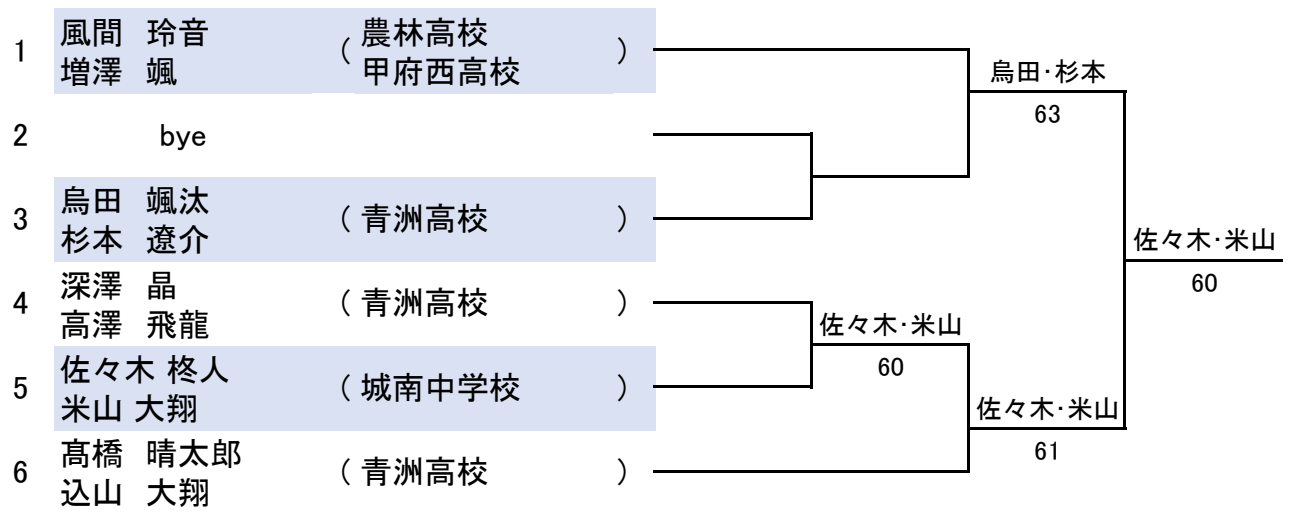 1 風間 玲音 ( 農林高校 )
増澤 颯 甲府西高校
烏田・杉本
63
2 bye
3 烏田 颯汰 ( 青洲高校 )
杉本 遼介
佐々木・米山
60
4 深澤 晶 ( 青洲高校 )
高澤 飛龍
佐々木・米山
60
5 佐々木 柊人 ( 城南中学校 )
米山 大翔
佐々木・米山
61
6 髙橋 晴太郎 ( 青洲高校 )
込山 大翔